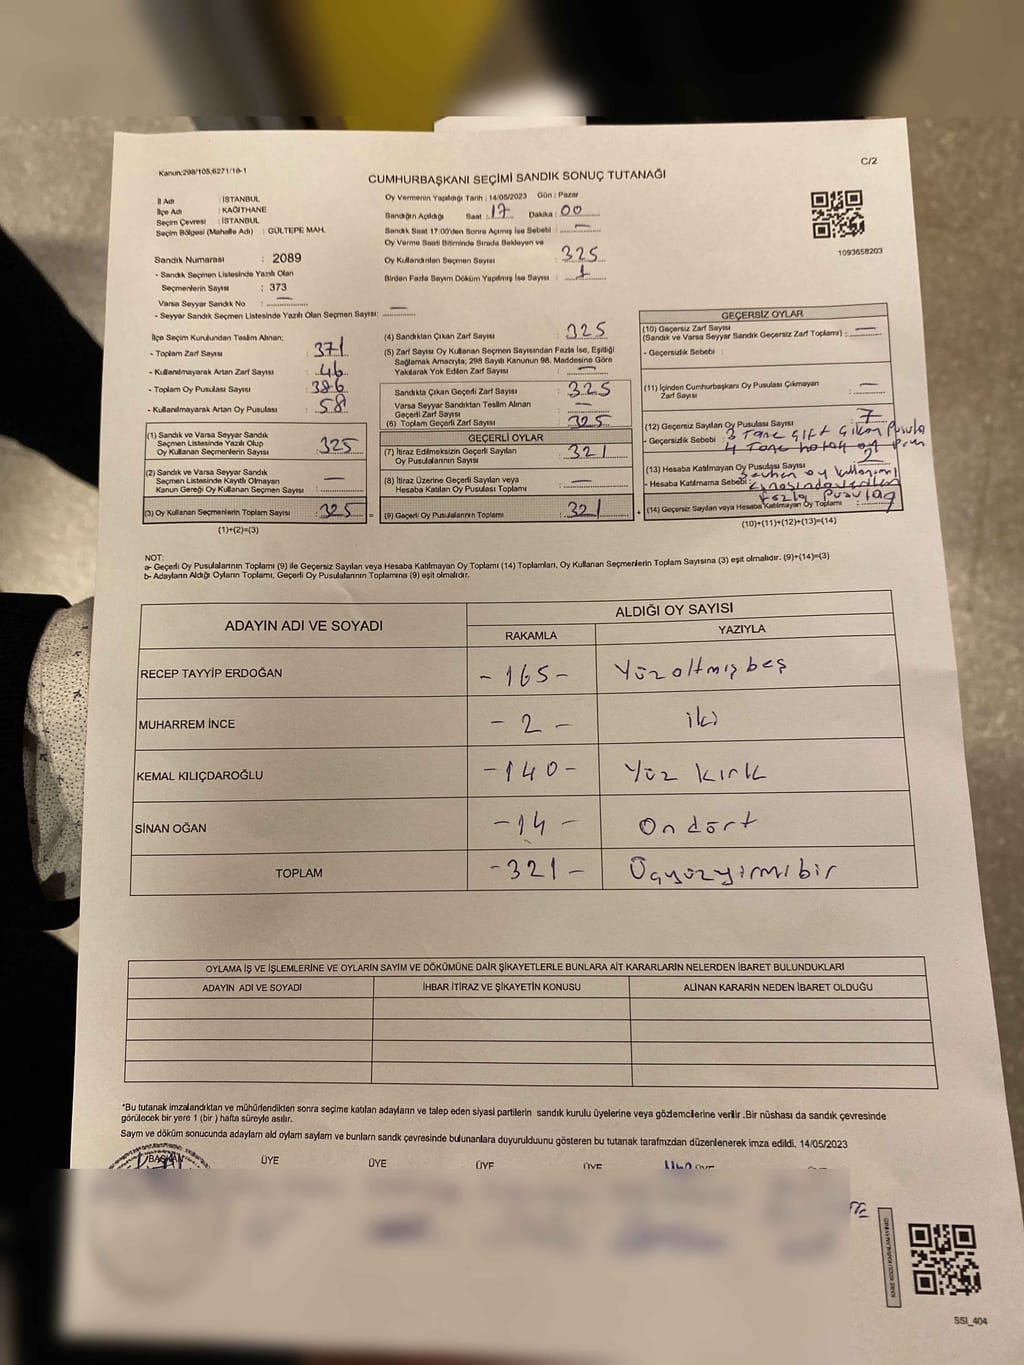 Kanun:298/105,6271/18-1
C/2
CUMHURBAŞKANI SEÇİMİ SANDIK SONUÇ TUTANAĞI
İl Adı : İSTANBUL
İlçe Adı : KAĞITHANE
Seçim Çevresi : İSTANBUL
Seçim Bölgesi (Mahalle Adı) : GÜLTEPE MAH.
Sandık Numarası : 2089
- Sandık Seçmen Listesinde Yazılı Olan
Seçmenlerin Sayısı : 373
Varsa Seyyar Sandık No : —
- Seyyar Sandık Seçmen Listesinde Yazılı Olan Seçmen Sayısı: —
Oy Vermenin Yapıldığı Tarih : 14/05/2023 Gün : Pazar
Sandığın Açıldığı Saat : 17 Dakika : 00
Sandık Saat 17:00'den Sonra Açılmış İse Sebebi : —
Oy Verme Saati Bitiminde Sırada Bekleyen ve
Oy Kullandırılan Seçmen Sayısı : 325
Birden Fazla Sayım Döküm Yapılmış İse Sayısı : 1
1093658203
İlçe Seçim Kurulundan Teslim Alınan;
- Toplam Zarf Sayısı : 371
- Kullanılmayarak Artan Zarf Sayısı : 46
- Toplam Oy Pusulası Sayısı : 386
- Kullanılmayarak Artan Oy Pusulası : 58
(1) Sandık ve Varsa Seyyar Sandık
Seçmen Listesinde Yazılı Olup
Oy Kullanan Seçmenlerin Sayısı : 325
(2) Sandık ve Varsa Seyyar Sandık
Seçmen Listesinde Kayıtlı Olmayan
Kanun Gereği Oy Kullanan Seçmen Sayısı : —
(3) Oy Kullanan Seçmenlerin Toplam Sayısı : 325 =
(1)+(2)=(3)
(4) Sandıktan Çıkan Zarf Sayısı : 325
(5) Zarf Sayısı Oy Kullanan Seçmen Sayısından Fazla İse, Eşitliği
Sağlamak Amacıyla; 298 Sayılı Kanunun 98. Maddesine Göre
Yakılarak Yok Edilen Zarf Sayısı : —
Sandıkta Çıkan Geçerli Zarf Sayısı : 325
Varsa Seyyar Sandıktan Teslim Alınan
Geçerli Zarf Sayısı : —
(6) Toplam Geçerli Zarf Sayısı : 325
GEÇERLİ OYLAR
(7) İtiraz Edilmeksizin Geçerli Sayılan
Oy Pusulalarının Sayısı : 321
(8) İtiraz Üzerine Geçerli Sayılan veya
Hesaba Katılan Oy Pusulası Toplamı : —
(9) Geçerli Oy Pusulalarının Toplamı : 321 +
GEÇERSİZ OYLAR
(10) Geçersiz Zarf Sayısı
(Sandık ve Varsa Seyyar Sandık Geçersiz Zarf Toplamı) : —
- Geçersizlik Sebebi :
(11) İçinden Cumhurbaşkanı Oy Pusulası Çıkmayan
Zarf Sayısı : —
(12) Geçersiz Sayılan Oy Pusulası Sayısı : 7
- Geçersizlik Sebebi : 3 Tane Çift Çıkan Pusula
4 Tane hatalı oy
(13) Hesaba Katılmayan Oy Pusulası Sayısı : 2
- Hesaba Katılmama Sebebi : oy
fazla Pusulaa
(14) Geçersiz Sayılan veya Hesaba Katılmayan Oy Toplamı :
(10)+(11)+(12)+(13)=(14)
NOT:
a- Geçerli Oy Pusulalarının Toplamı (9) ile Geçersiz Sayılan veya Hesaba Katılmayan Oy Toplamı (14) Toplamları, Oy Kullanan Seçmenlerin Toplam Sayısına (3) eşit olmalıdır. (9)+(14)=(3)
b- Adayların Aldığı Oyların Toplamı, Geçerli Oy Pusulalarının Toplamına (9) eşit olmalıdır.
ADAYIN ADI VE SOYADI
ALDIĞI OY SAYISI
RAKAMLA YAZIYLA
RECEP TAYYİP ERDOĞAN - 165 - Yüzaltmışbeş
MUHARREM İNCE - 2 - iki
KEMAL KILIÇDAROĞLU - 140 - Yüz kırk
SİNAN OĞAN - 14 - On dört
TOPLAM - 321 - Üçyüzyirmibir
OYLAMA İŞ VE İŞLEMLERİNE VE OYLARIN SAYIM VE DÖKÜMÜNE DAİR ŞİKAYETLERLE BUNLARA AİT KARARLARIN NELERDEN İBARET BULUNDUKLARI
ADAYIN ADI VE SOYADI İHBAR İTİRAZ VE ŞİKAYETİN KONUSU ALINAN KARARIN NEDEN İBARET OLDUĞU
*Bu tutanak imzalandıktan ve mühürlendikten sonra seçime katılan adayların ve talep eden siyasi partilerin sandık kurulu üyelerine veya gözlemcilerine verilir .Bir nüshası da sandık çevresinde
görülecek bir yere 1 (bir ) hafta süreyle asılır.
Sayım ve döküm sonucunda adayların ald oyların saylam ve bunların sandk çevresinde bulunanlara duyurulduunu gösteren bu tutanak tarafmzdan düzenlenerek imza edildi. 14/05/2023
BAŞKAN ÜYE ÜYE ÜYE ÜYE ÜYE
SSI_404